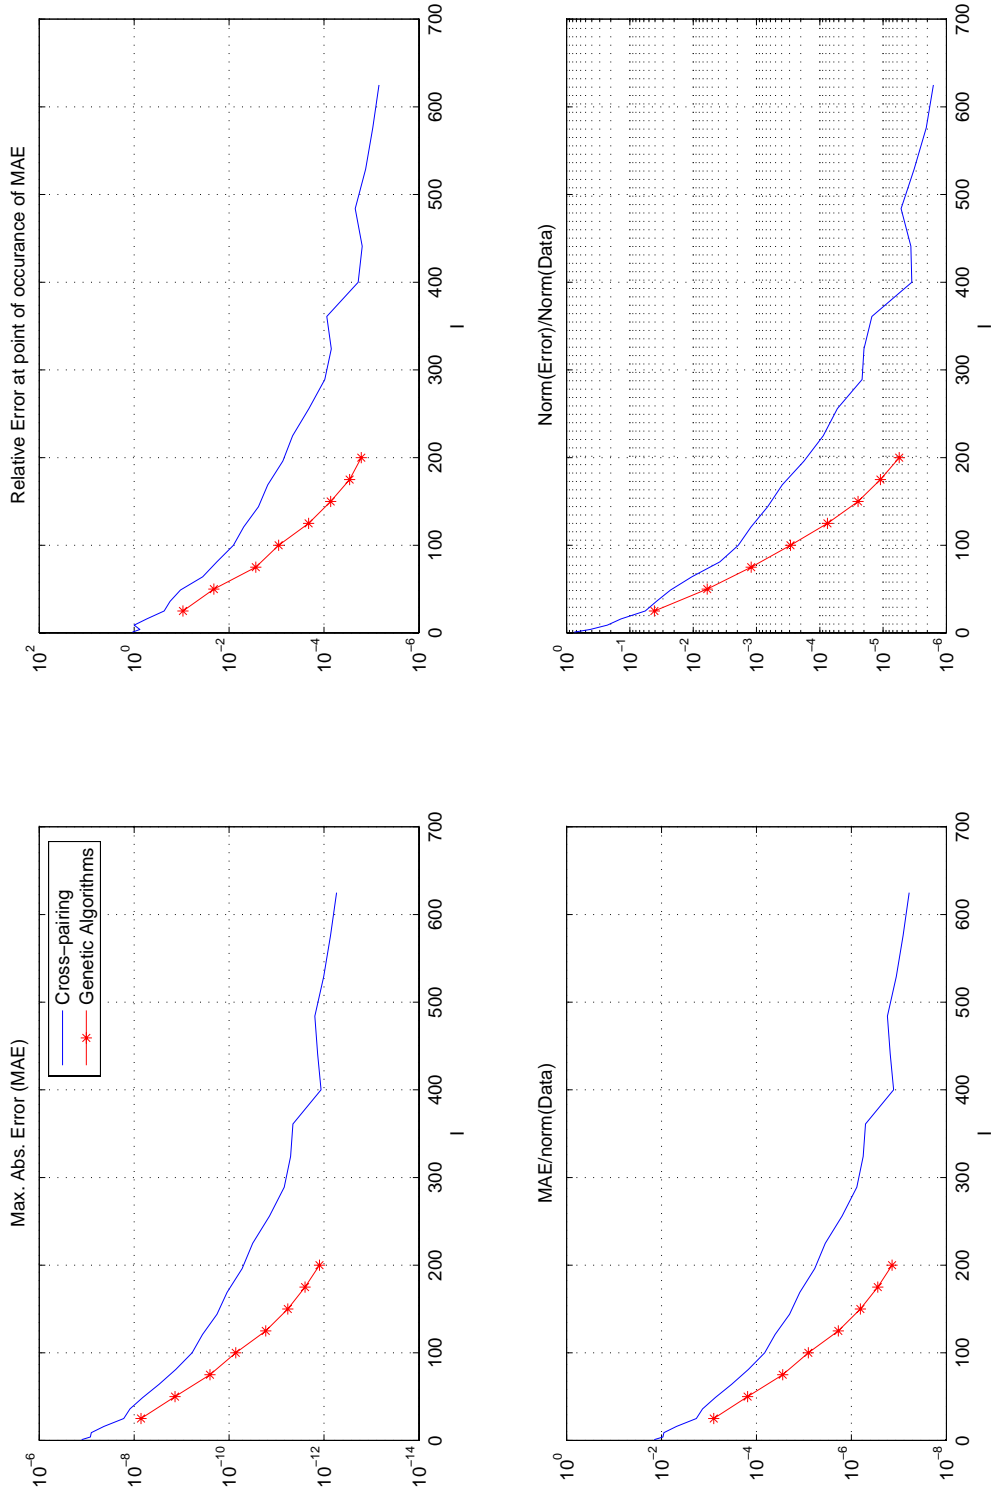 Max. Abs. Error (MAE)
10^−6
10^−8
10^−10
10^−12
10^−14
0 100 200 300 400 500 600 700
I
Cross−pairing
Genetic Algorithms
Relative Error at point of occurance of MAE
10^2
10^0
10^−2
10^−4
10^−6
0 100 200 300 400 500 600 700
I
MAE/norm(Data)
10^0
10^−2
10^−4
10^−6
10^−8
0 100 200 300 400 500 600 700
I
Norm(Error)/Norm(Data)
10^0
10^−1
10^−2
10^−3
10^−4
10^−5
10^−6
0 100 200 300 400 500 600 700
I